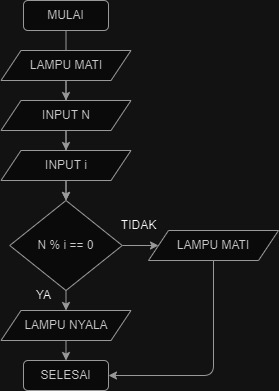 MULAI
LAMPU MATI
INPUT N
INPUT i
N % i == 0
TIDAK
LAMPU MATI
YA
LAMPU NYALA
SELESAI